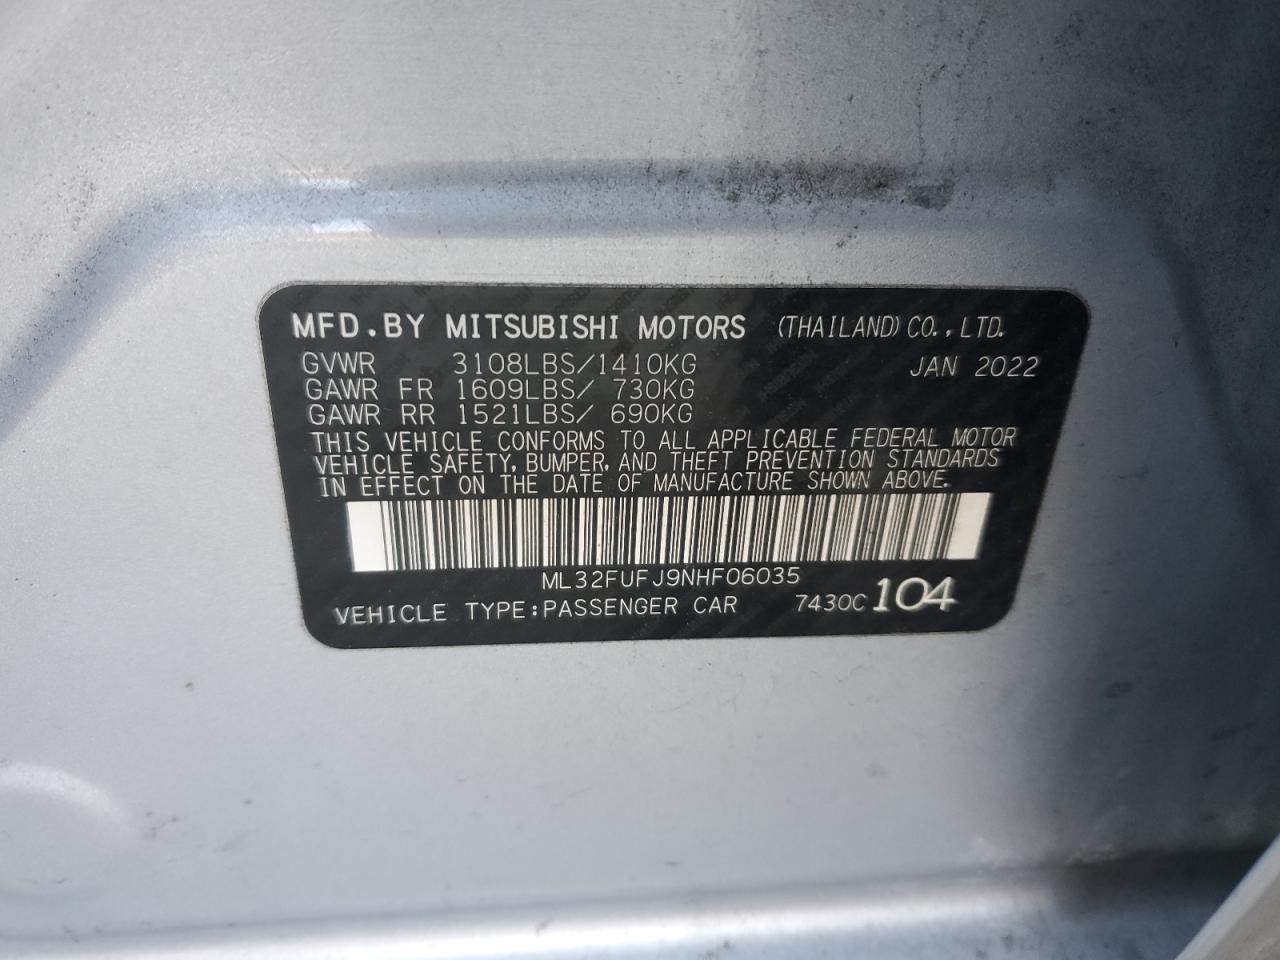 MFD.BY MITSUBISHI MOTORS (THAILAND)CO.,LTD.
GVWR 3108LBS/1410KG JAN 2022
GAWR FR 1609LBS/ 730KG
GAWR RR 1521LBS/ 690KG
THIS VEHICLE CONFORMS TO ALL APPLICABLE FEDERAL MOTOR
VEHICLE SAFETY, BUMPER, AND THEFT PREVENTION STANDARDS
IN EFFECT ON THE DATE OF MANUFACTURE SHOWN ABOVE.
ML32FUFJ9NHF06035
VEHICLE TYPE:PASSENGER CAR 7430C 104